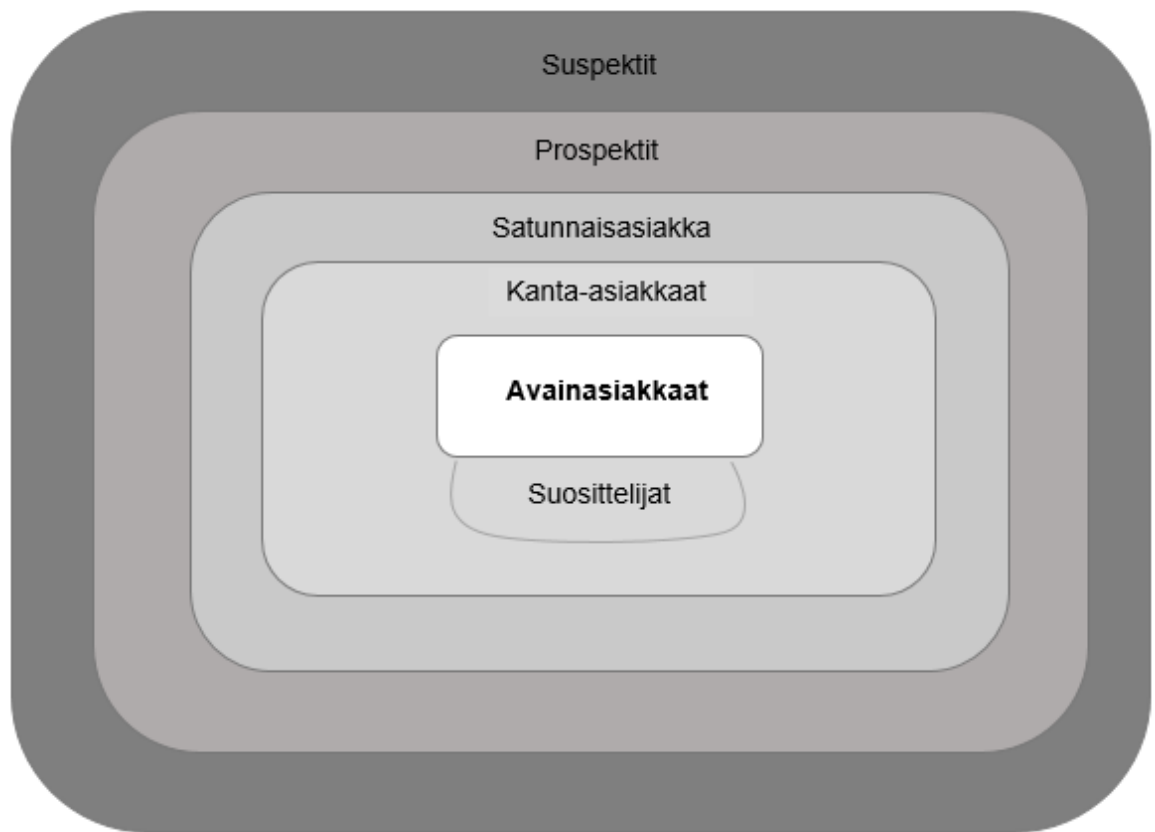 Suspektit
Prospektit
Satunnaisasiakka
Kanta-asiakkaat
Avainasiakkaat
Suosittelijat